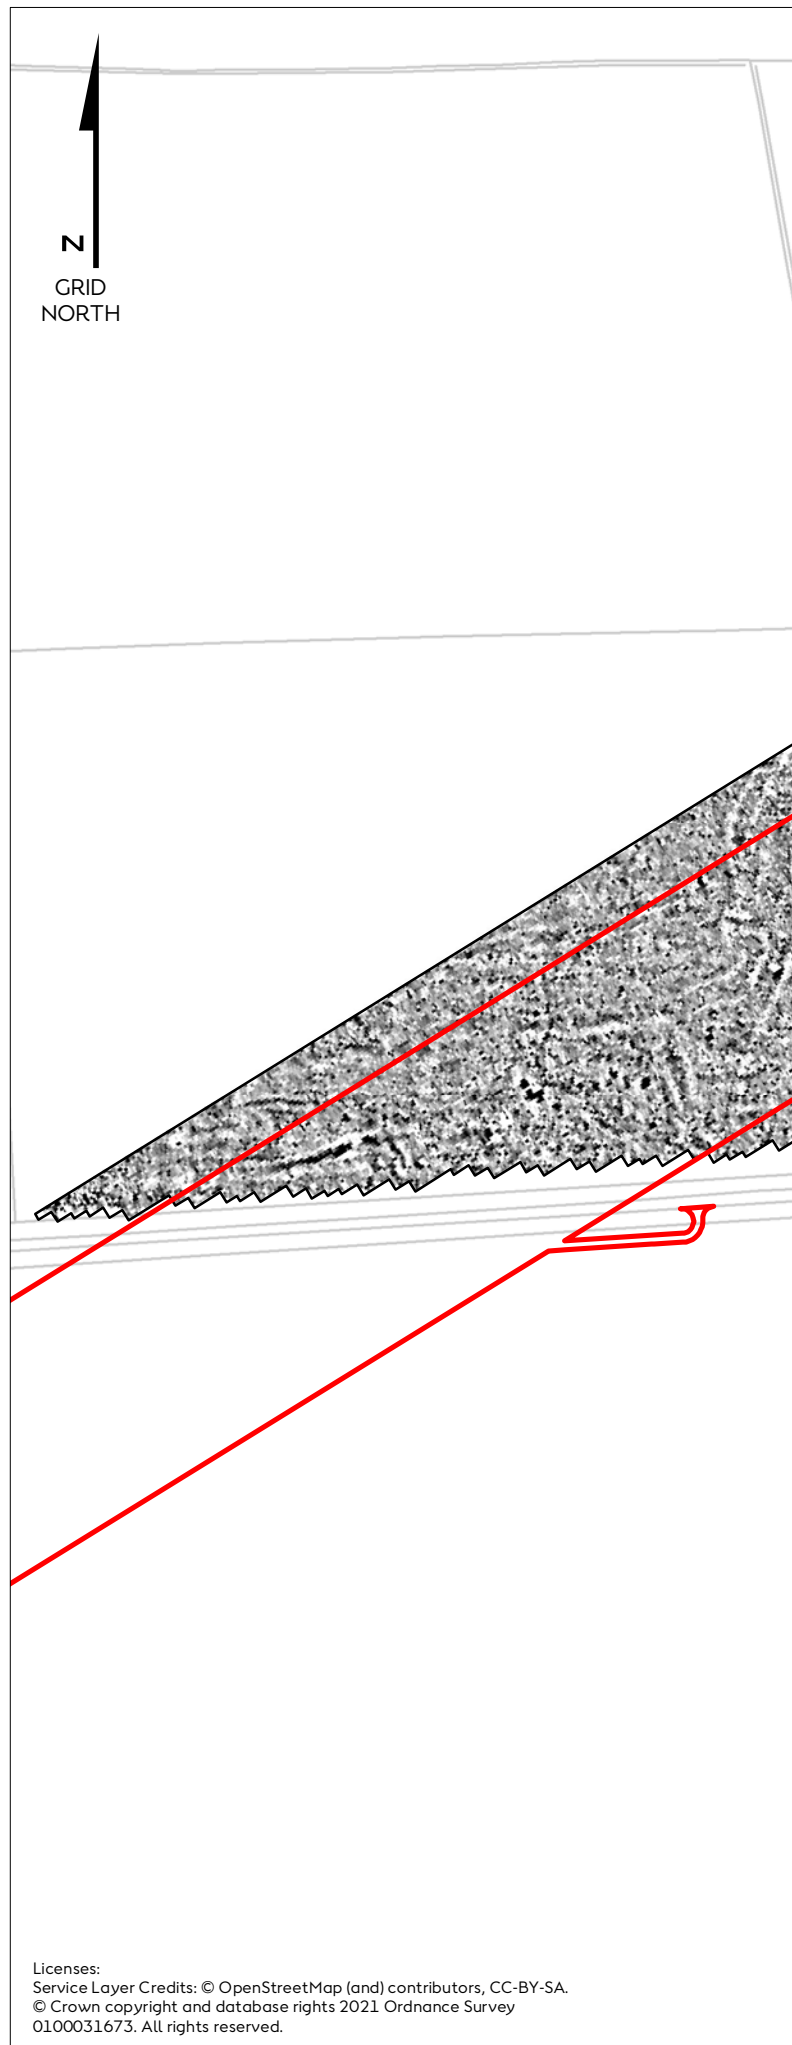 N
GRID
NORTH
Licenses:
Service Layer Credits: © OpenStreetMap (and) contributors, CC-BY-SA.
© Crown copyright and database rights 2021 Ordnance Survey
0100031673. All rights reserved.